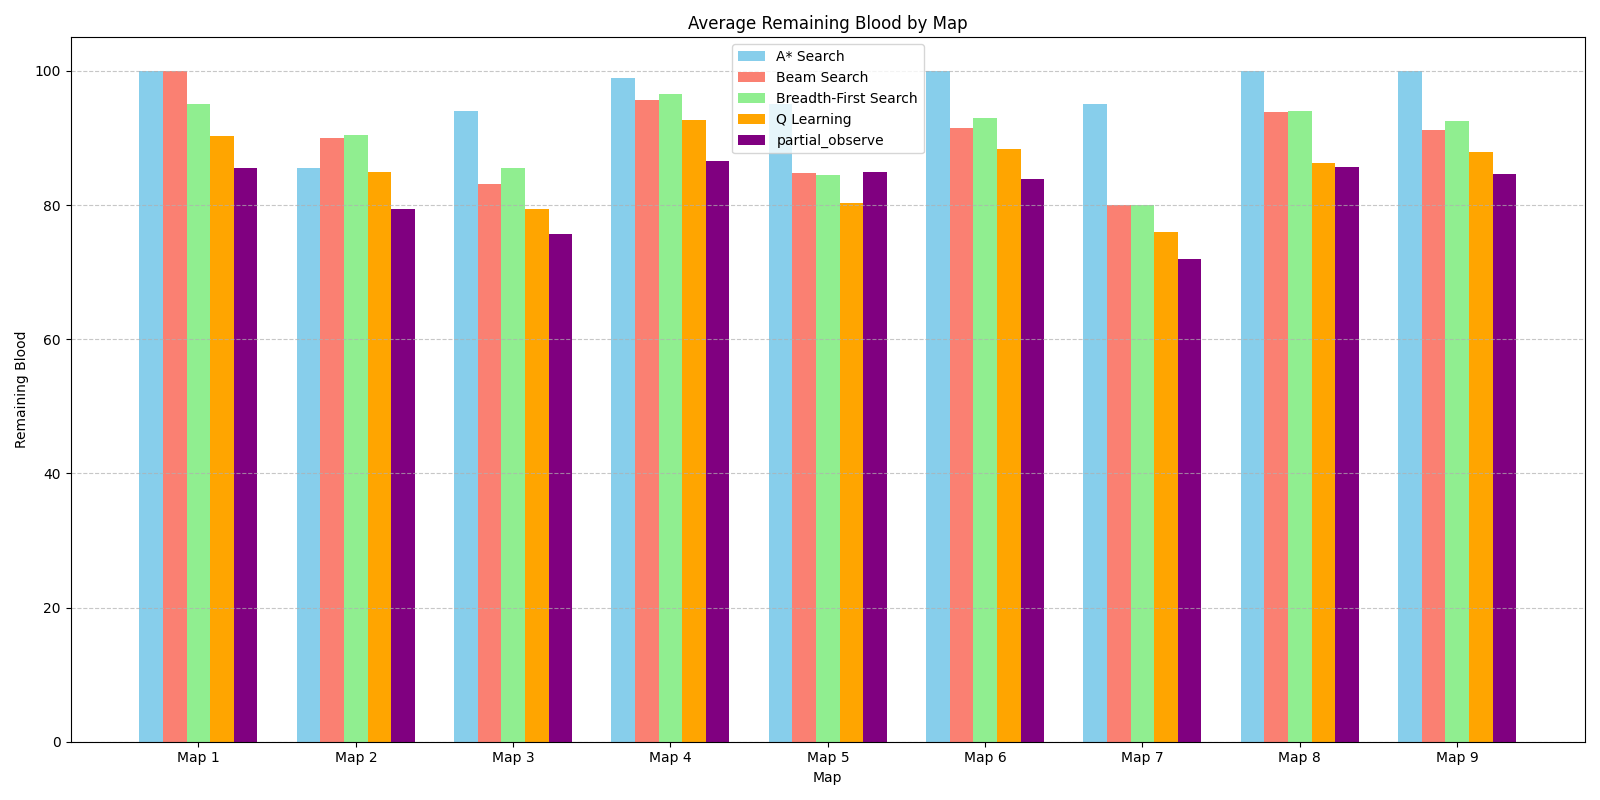 Average Remaining Blood by Map
A* Search
Beam Search
Breadth-First Search
Q Learning
partial_observe
Remaining Blood
100
80
60
40
20
0
Map 1 Map 2 Map 3 Map 4 Map 5 Map 6 Map 7 Map 8 Map 9
Map